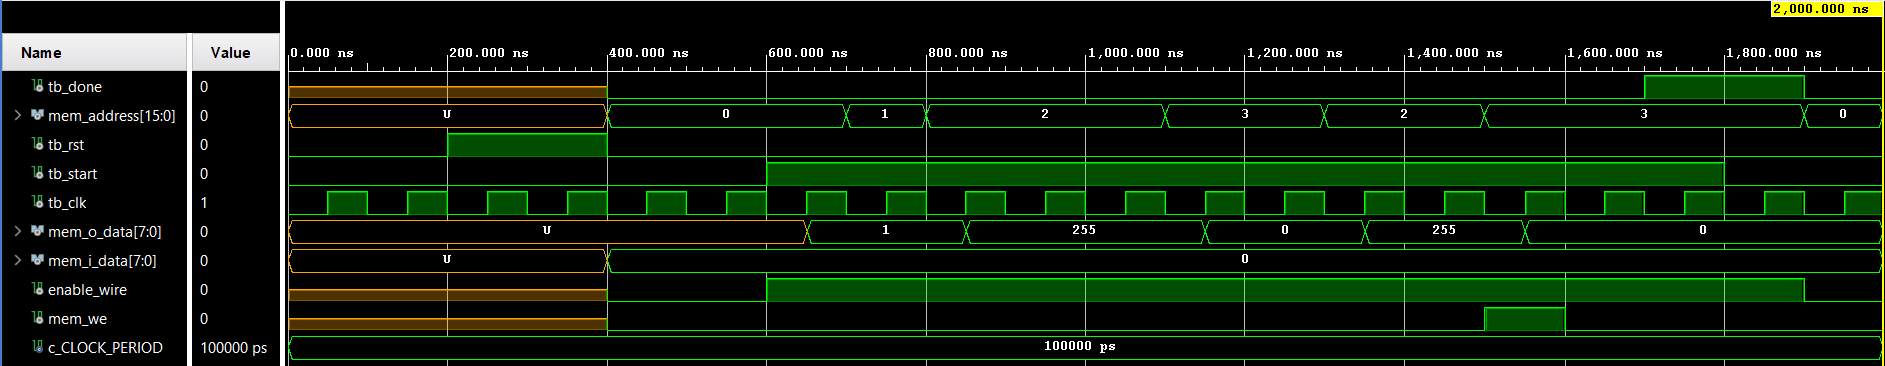 2,000.000 ns
Name Value 0.000 ns 200.000 ns 400.000 ns 600.000 ns 800.000 ns 1,000.000 ns 1,200.000 ns 1,400.000 ns 1,600.000 ns 1,800.000 ns
tb_done 0
mem_address[15:0] 0 U 0 1 2 3 2 3 0
tb_rst 0
tb_start 0
tb_clk 1
mem_o_data[7:0] 0 U 1 255 0 255 0
mem_i_data[7:0] 0 U 0
enable_wire 0
mem_we 0
c_CLOCK_PERIOD 100000 ps 100000 ps